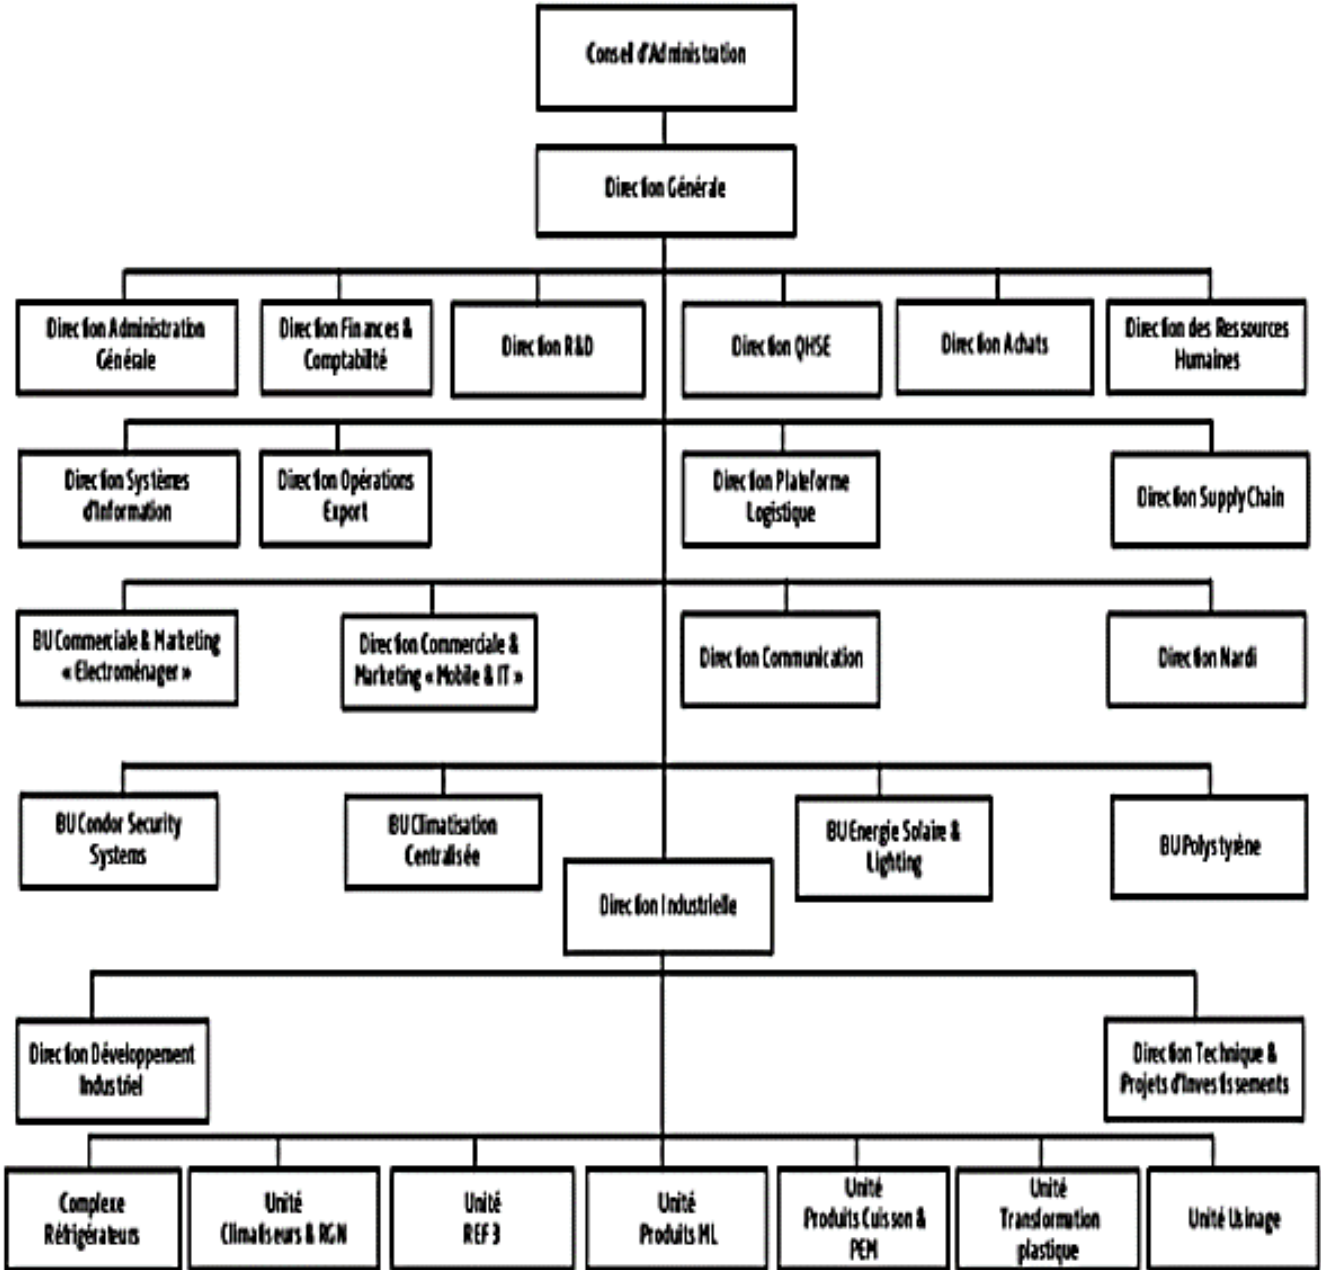 Conseil d'Administration
Direction Générale
Direction Administration
Générale
Direction Finances &
Comptabilité
Direction R&D
Direction QHSE
Direction Achats
Direction des Ressources
Humaines
Direction Systèmes
d'Information
Direction Opérations
Export
Direction Plateforme
Logistique
Direction Supply Chain
BU Commerciale & Marketing
« Electroménager »
Direction Commerciale &
Marketing « Mobile & IT »
Direction Communication
Direction Nardi
BU Condor Security
Systems
BU Climatisation
Centralisée
BU Energie Solaire &
Lighting
BU Polystyrène
Direction Industrielle
Direction Développement
Industriel
Direction Technique &
Projets d'Investissements
Complexe
Réfrigérateurs
Unité
Climatiseurs & RGN
Unité
REF 3
Unité
Produits ML
Unité
Produits Cuisson &
PEM
Unité
Transformation
plastique
Unité Usinage